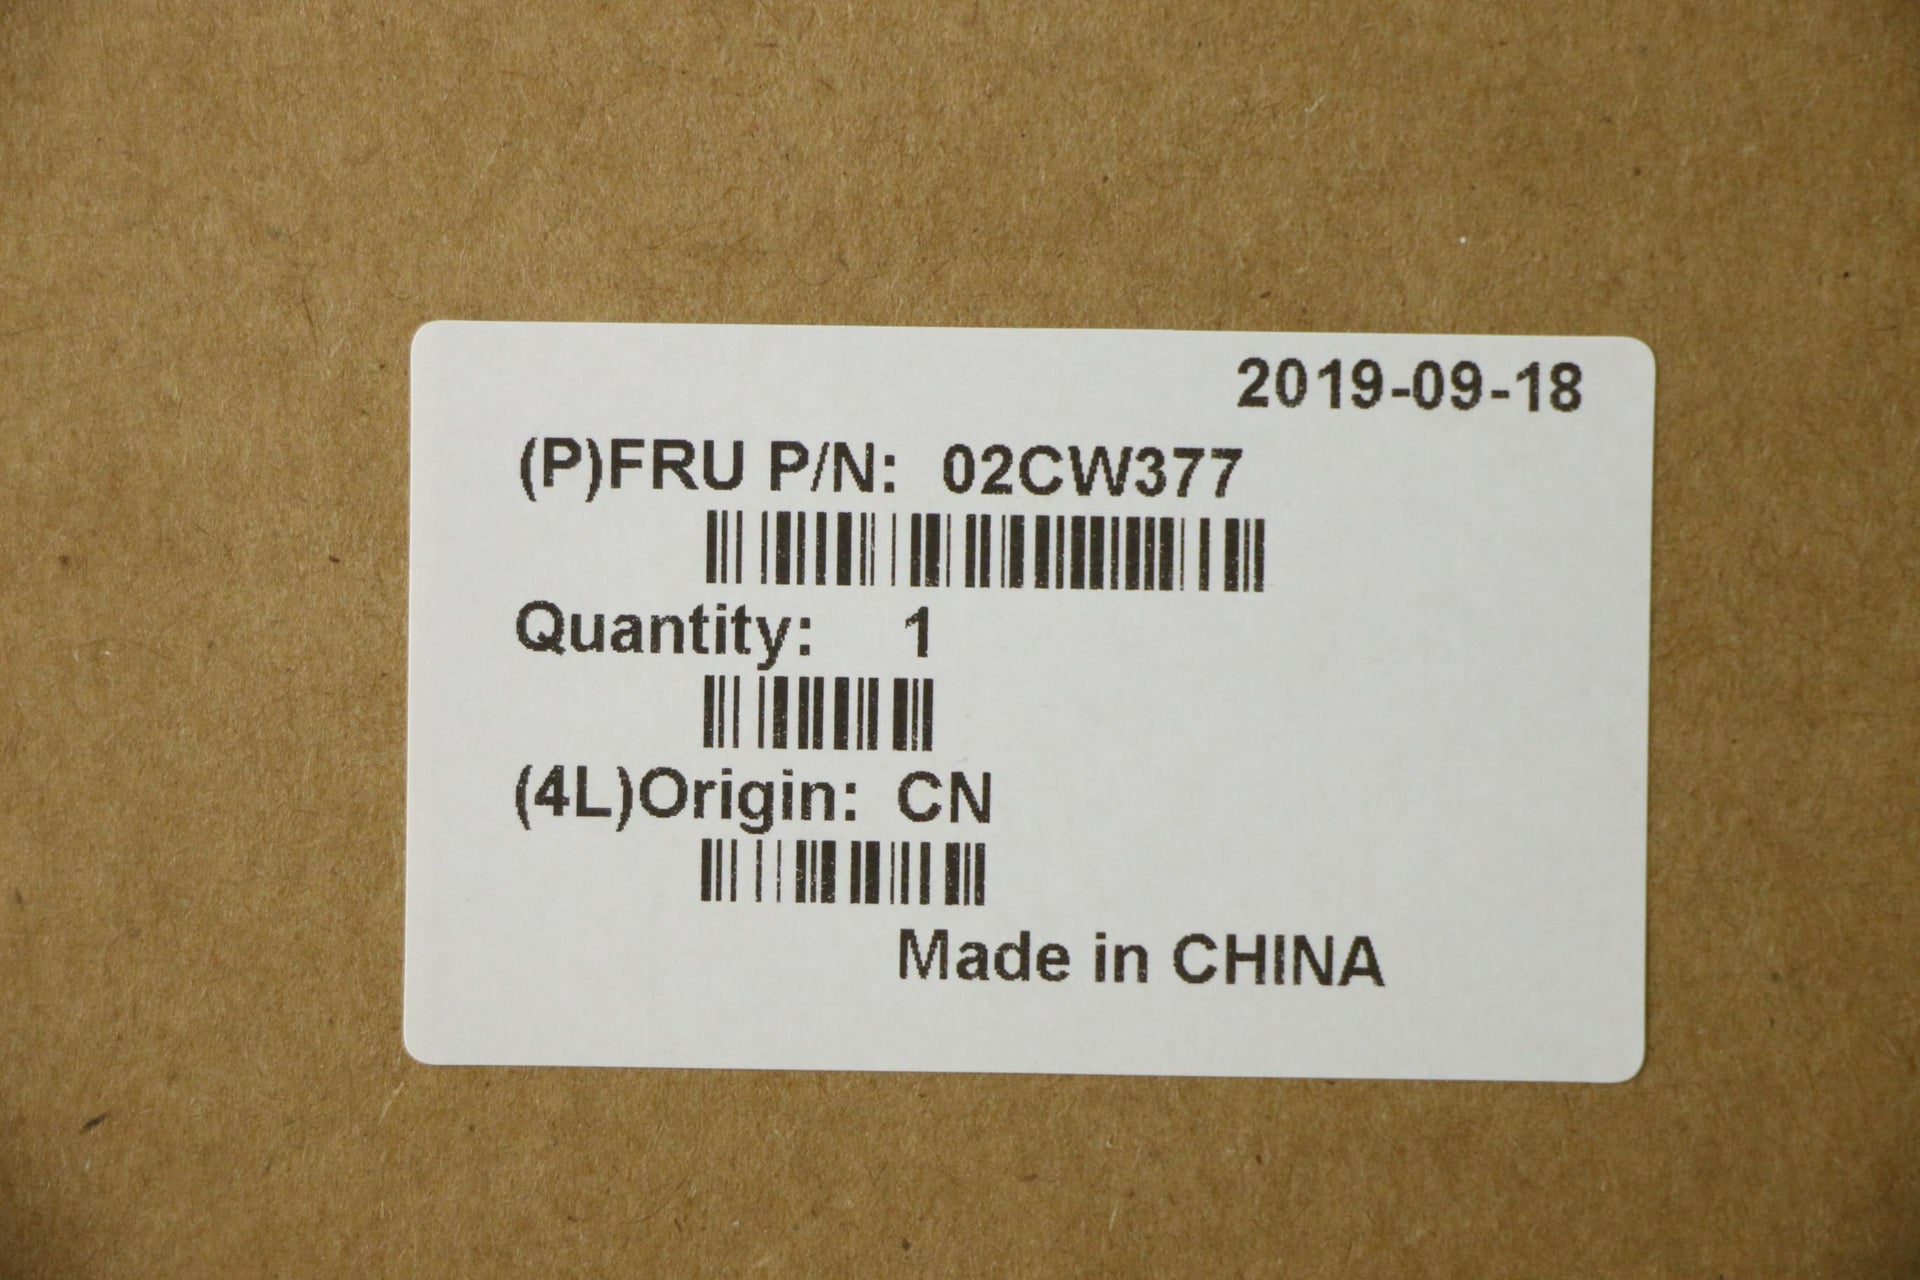 2019-09-18
(P)FRU P/N: 02CW377
Quantity: 1
(4L)Origin: CN
Made in CHINA